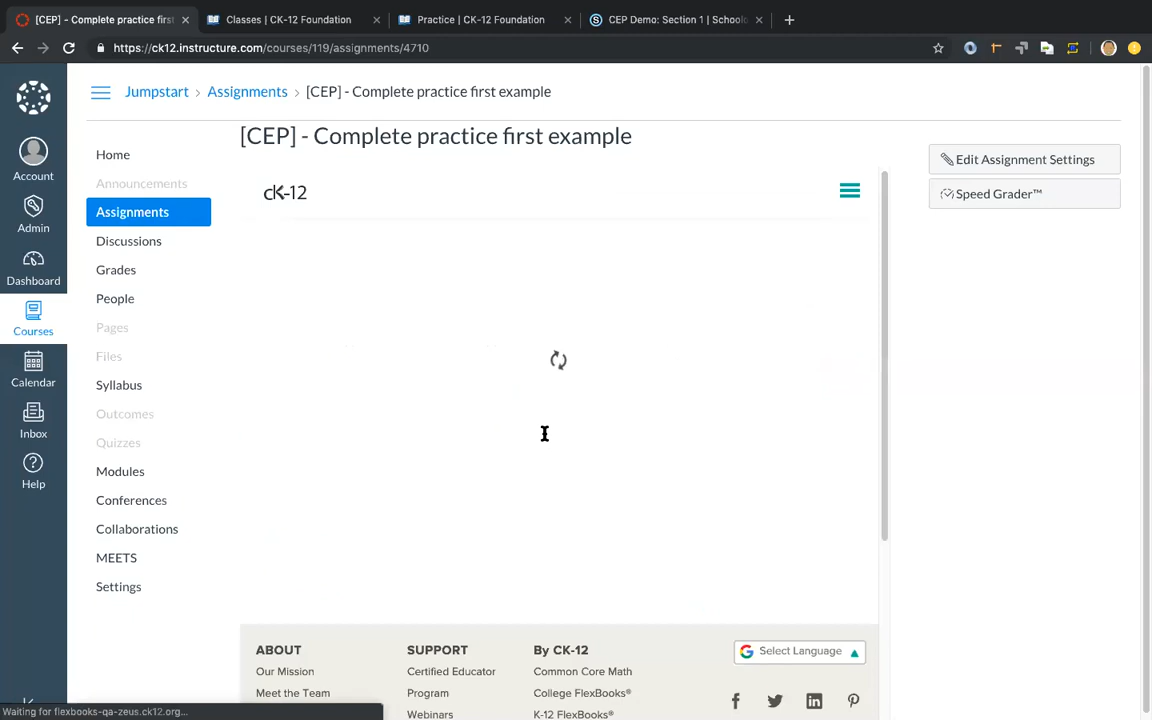 [CEP] - Complete practice first
Classes | CK-12 Foundation
Practice | CK-12 Foundation
CEP Demo: Section 1 | Schoolo
https://ck12.instructure.com/courses/119/assignments/4710
Jumpstart › Assignments › [CEP] - Complete practice first example
[CEP] - Complete practice first example
Account
Admin
Dashboard
Courses
Calendar
Inbox
Help
Home
Announcements
Assignments
Discussions
Grades
People
Pages
Files
Syllabus
Outcomes
Quizzes
Modules
Conferences
Collaborations
MEETS
Settings
cK-12
Edit Assignment Settings
Speed Grader™
ABOUT
Our Mission
Meet the Team
SUPPORT
Certified Educator
Program
Webinars
By CK-12
Common Core Math
College FlexBooks®
K-12 FlexBooks®
Select Language
Waiting for flexbooks-qa-zeus.ck12.org...